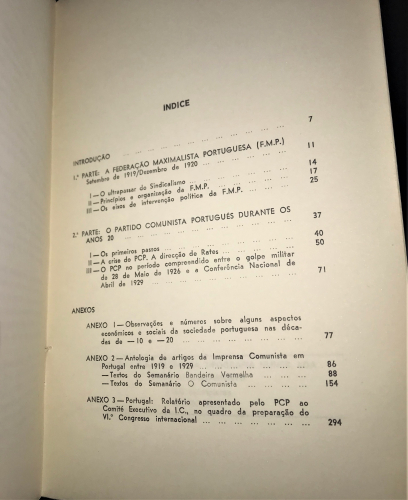 INDICE
INTRODUÇÃO ... ... ... ... ... ... ... ... ... 7
1.ª PARTE: A FEDERAÇÃO MAXIMALISTA PORTUGUESA (F.M.P.)
Setembro de 1919/Dezembro de 1920 ... ... ... ... 11
I — O ultrapassar do Sindicalismo ... ... ... ... 14
II — Princípios e organização da F.M.P. ... ... ... 17
III — Os eixos de intervenção política da F.M.P. ... ... 25
2.ª PARTE: O PARTIDO COMUNISTA PORTUGUÊS DURANTE OS
ANOS 20 ... ... ... ... ... ... ... ... 37
I — Os primeiros passos ... ... ... ... ... 40
II — A crise do PCP. A direcção de Rates ... ... ... 50
III — O PCP no período compreendido entre o golpe militar
de 28 de Maio de 1926 e a Conferência Nacional de
Abril de 1929 ... ... ... ... ... ... 71
ANEXOS
ANEXO 1 — Observações e números sobre alguns aspectos
económicos e sociais da sociedade portuguesa nas déca-
das de —10 e —20 ... ... ... ... ... ... 77
ANEXO 2 — Antologia de artigos da Imprensa Comunista em
Portugal entre 1919 e 1929 ... ... ... ... ... 86
— Textos do Semanário Bandeira Vermelha ... ... ... 88
— Textos do Semanário O Comunista ... ... ... ... 154
ANEXO 3 — Portugal: Relatório apresentado pelo PCP ao
Comité Executivo da I.C., no quadro da preparação do
VI.º Congresso internacional ... ... ... ... ... 294